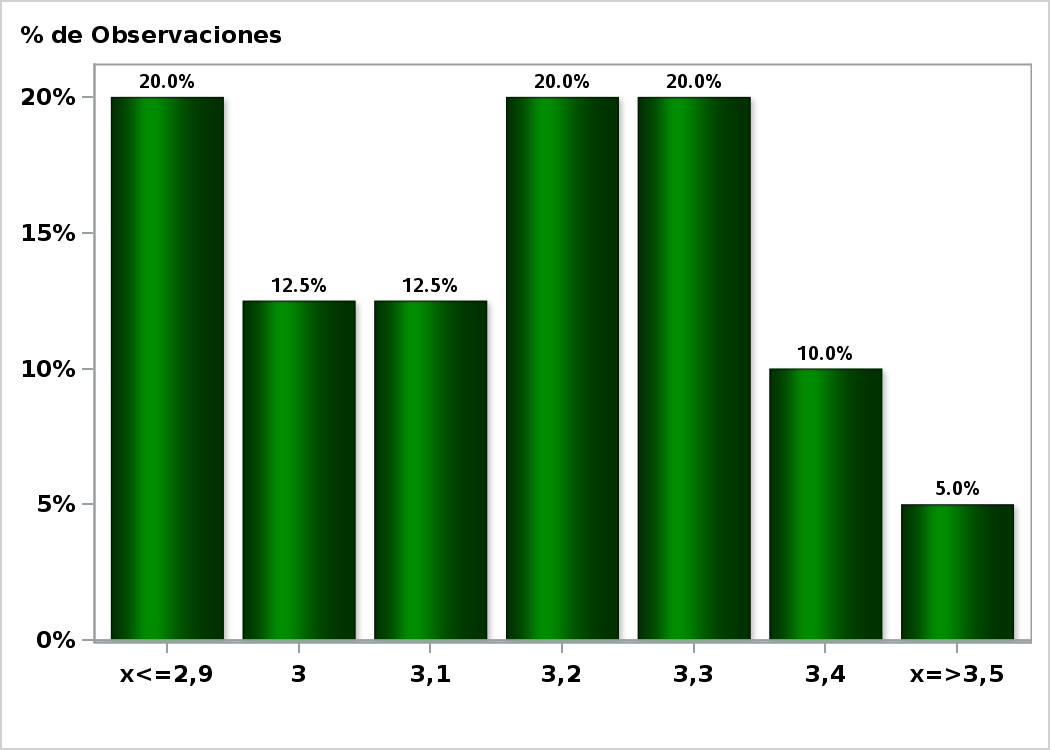 % de Observaciones
20.0% 12.5% 12.5% 20.0% 20.0% 10.0% 5.0%
20%
15%
10%
5%
0%
x<=2,9 3 3,1 3,2 3,3 3,4 x=>3,5